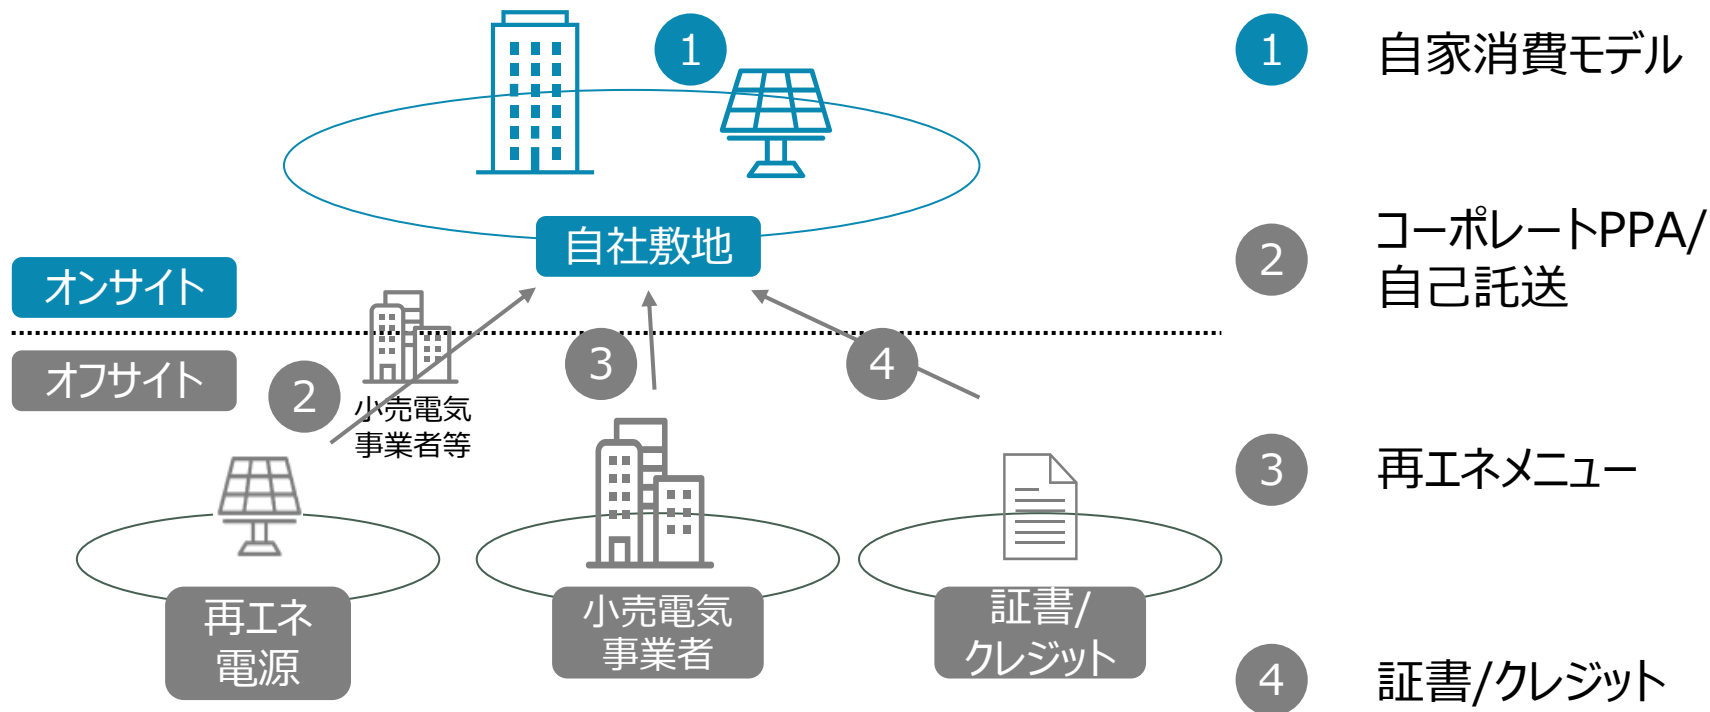 1
自社敷地
オンサイト
オフサイト
2
小売電気
事業者等
3
4
再エネ
電源
小売電気
事業者
証書/
クレジット
1
自家消費モデル
2
コーポレートPPA/
自己託送
3
再エネメニュー
4
証書/クレジット